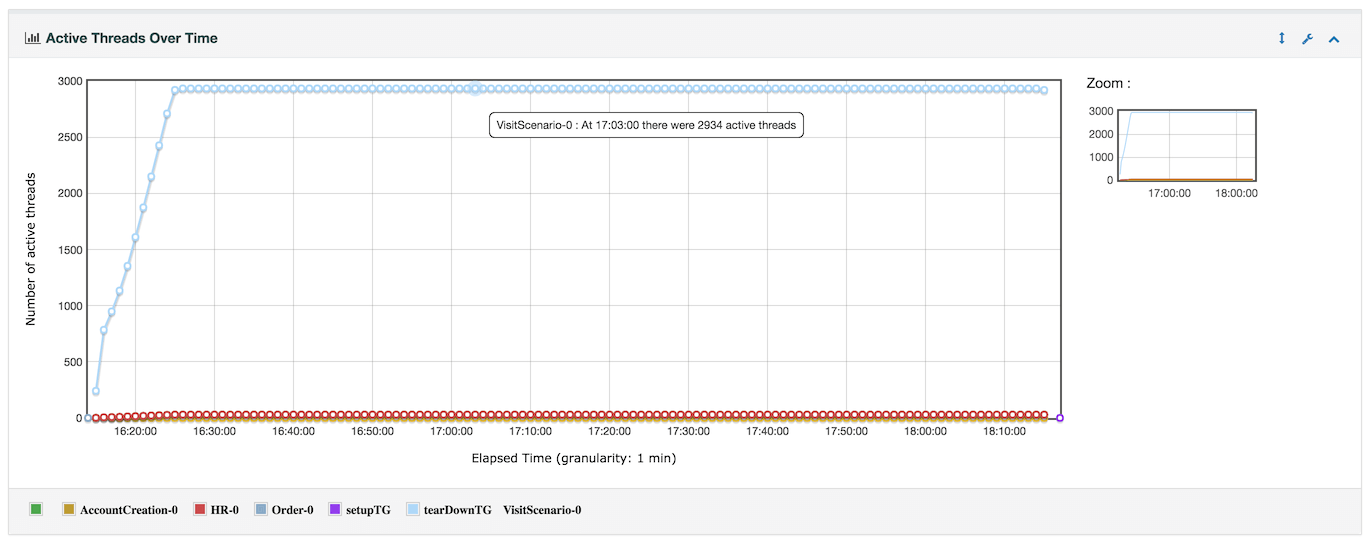 Active Threads Over Time
3000
2500
2000
1500
1000
500
0
Number of active threads
VisitScenario-0 : At 17:03:00 there were 2934 active threads
16:20:00 16:30:00 16:40:00 16:50:00 17:00:00 17:10:00 17:20:00 17:30:00 17:40:00 17:50:00 18:00:00 18:10:00
Elapsed Time (granularity: 1 min)
Zoom :
3000
2000
1000
0
17:00:00 18:00:00
AccountCreation-0 HR-0 Order-0 setupTG tearDownTG VisitScenario-0